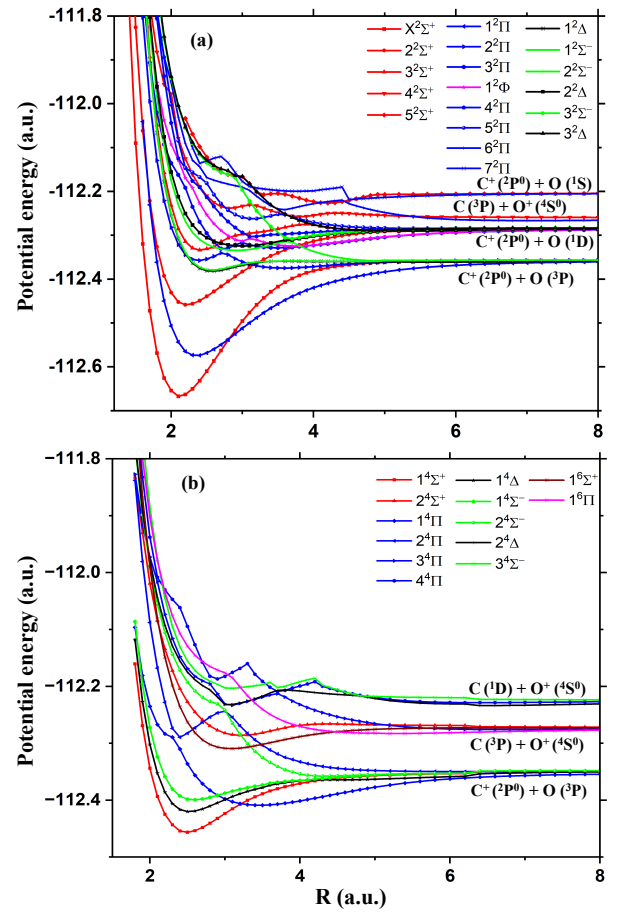 -111.8
-112.0
-112.2
-112.4
-112.6
Potential energy (a.u.)
(a)
X²Σ⁺
2²Σ⁺
3²Σ⁺
4²Σ⁺
5²Σ⁺
1²Π
2²Π
3²Π
1²Φ
4²Π
5²Π
6²Π
7²Π
1²Δ
1²Σ⁻
2²Σ⁻
2²Δ
3²Σ⁻
3²Δ
C⁺ (²P⁰) + O (¹S)
C (³P) + O⁺ (⁴S⁰)
C⁺ (²P⁰) + O (¹D)
C⁺ (²P⁰) + O (³P)
2 4 6 8
-111.8
-112.0
-112.2
-112.4
Potential energy (a.u.)
(b)
1⁴Σ⁺
2⁴Σ⁺
1⁴Π
2⁴Π
3⁴Π
4⁴Π
1⁴Δ
1⁴Σ⁻
2⁴Σ⁻
2⁴Δ
3⁴Σ⁻
1⁶Σ⁺
1⁶Π
C (¹D) + O⁺ (⁴S⁰)
C (³P) + O⁺ (⁴S⁰)
C⁺ (²P⁰) + O (³P)
2 4 6 8
R (a.u.)